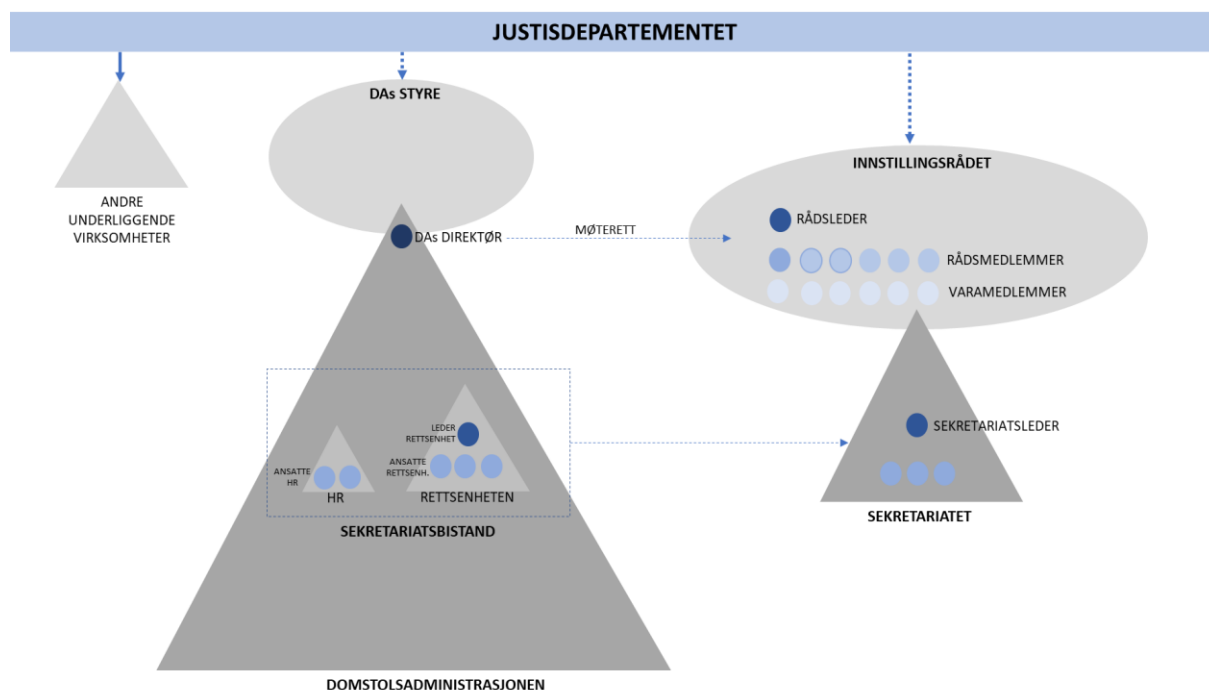 JUSTISDEPARTEMENTET
DAs STYRE
ANDRE
UNDERLIGGENDE
VIRKSOMHETER
INNSTILLINGSRÅDET
RÅDSLEDER
DAs DIREKTØR
MØTERETT
RÅDSMEDLEMMER
VARAMEDLEMMER
LEDER
RETTSENHET
ANSATTE
HR
ANSATTE
RETTSENH.
HR
RETTSENHETEN
SEKRETARIATSBISTAND
SEKRETARIATSLEDER
SEKRETARIATET
DOMSTOLSADMINISTRASJONEN